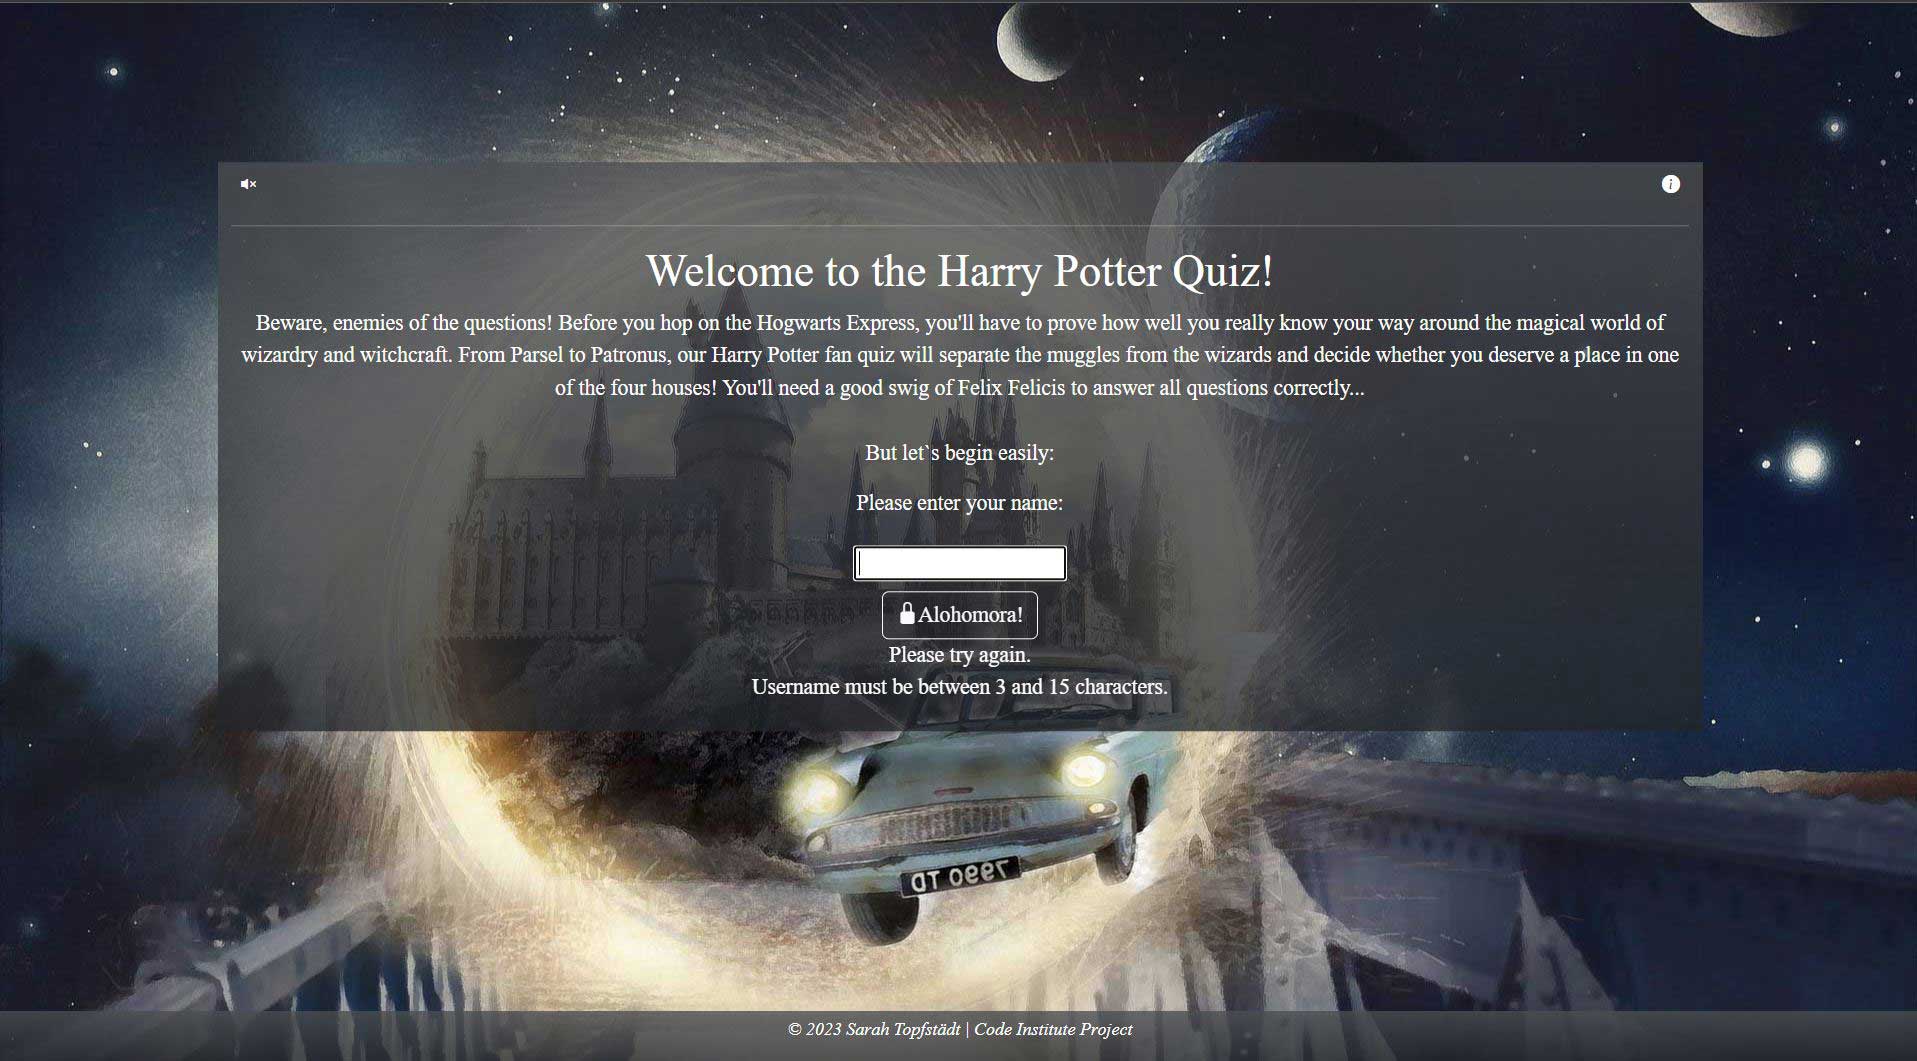 Welcome to the Harry Potter Quiz!
Beware, enemies of the questions! Before you hop on the Hogwarts Express, you'll have to prove how well you really know your way around the magical world of
wizardry and witchcraft. From Parsel to Patronus, our Harry Potter fan quiz will separate the muggles from the wizards and decide whether you deserve a place in one
of the four houses! You'll need a good swig of Felix Felicis to answer all questions correctly...
But let`s begin easily:
Please enter your name:
Alohomora!
Please try again.
Username must be between 3 and 15 characters.
7990 TD
© 2023 Sarah Topfstädt | Code Institute Project